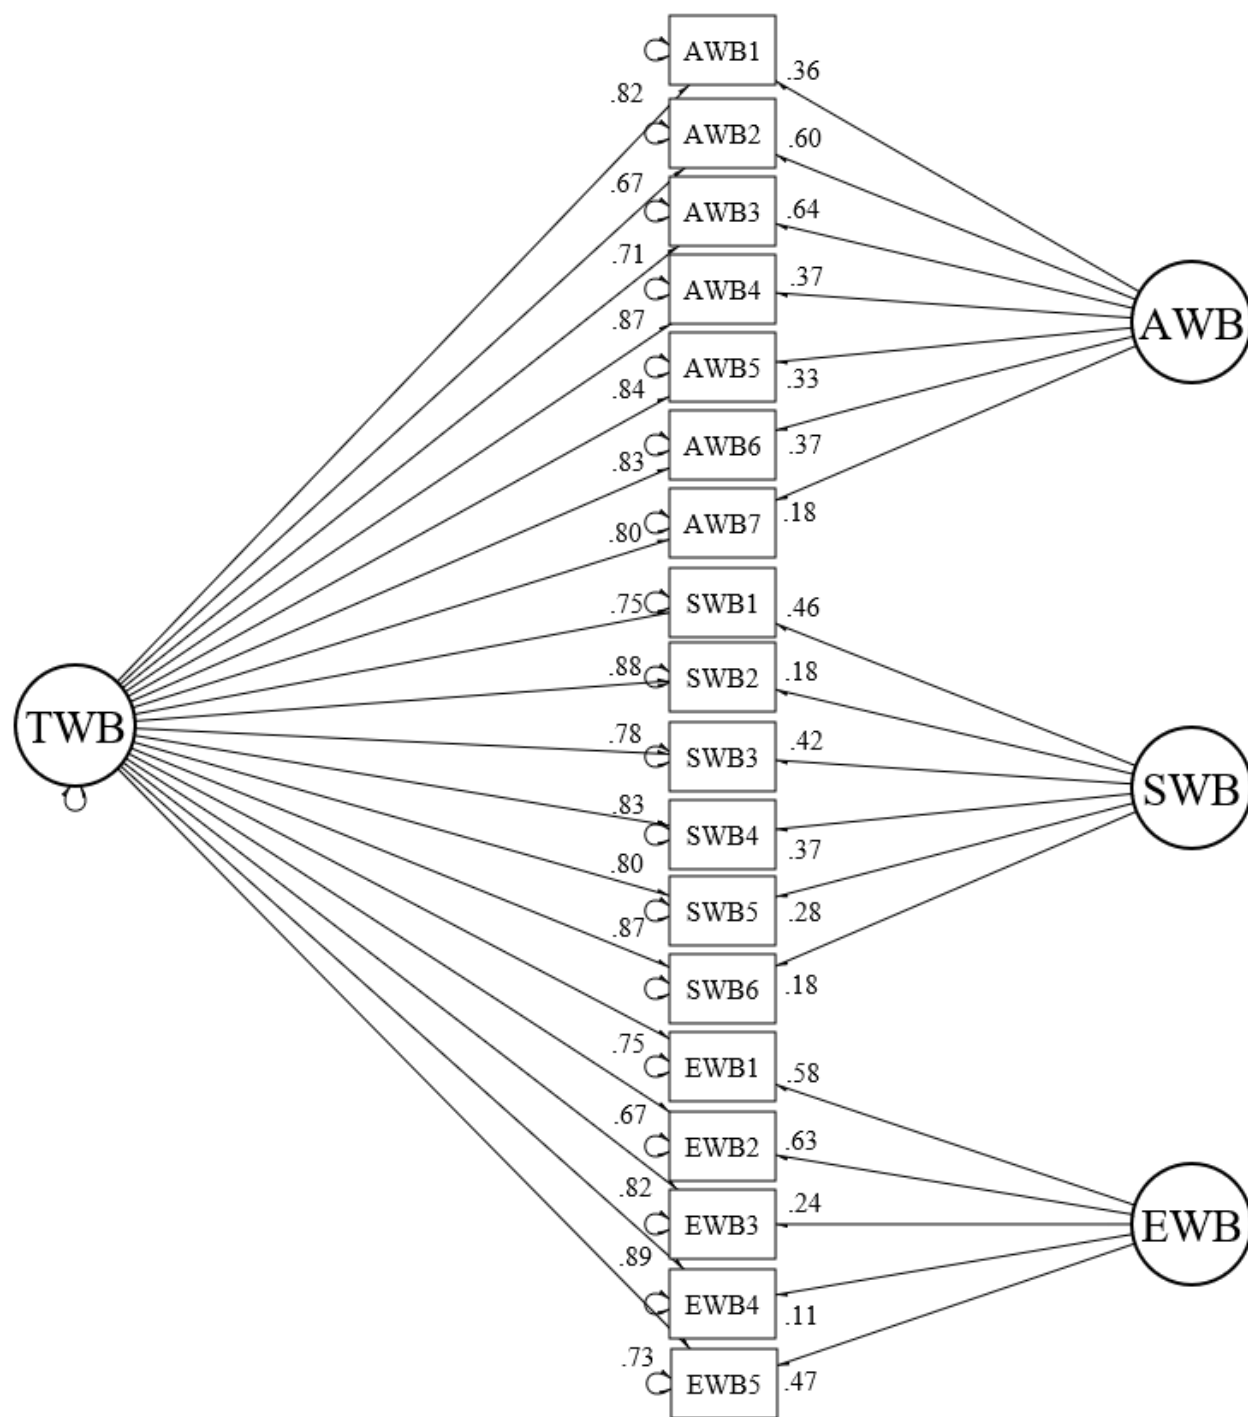 AWB1
.36
.82
AWB2
.60
.67
AWB3
.64
.71
AWB4
.37
.87
AWB5
.33
.84
AWB6
.37
.83
AWB7
.18
.80
AWB
SWB1
.46
.75
SWB2
.18
.88
SWB3
.42
.78
SWB4
.37
.83
SWB5
.28
.80
SWB6
.18
.87
TWB
SWB
EWB1
.58
.75
EWB2
.63
.67
EWB3
.24
.82
EWB4
.11
.89
EWB5
.47
.73
EWB